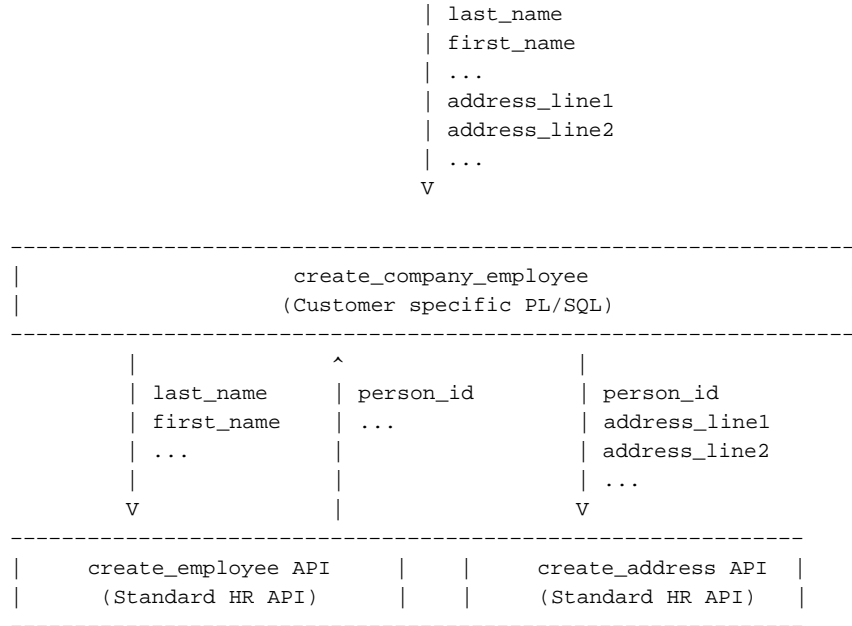 | last_name
| first_name
| ...
| address_line1
| address_line2
| ...
V
------------------------------------------------------------------
| create_company_employee |
| (Customer specific PL/SQL) |
------------------------------------------------------------------
| ^ |
| last_name | person_id | person_id
| first_name | ... | address_line1
| ... | | address_line2
| | | ...
V | V
--------------------------------------------------------------
| create_employee API | | create_address API |
| (Standard HR API) | | (Standard HR API) |
--------------------------------------------------------------